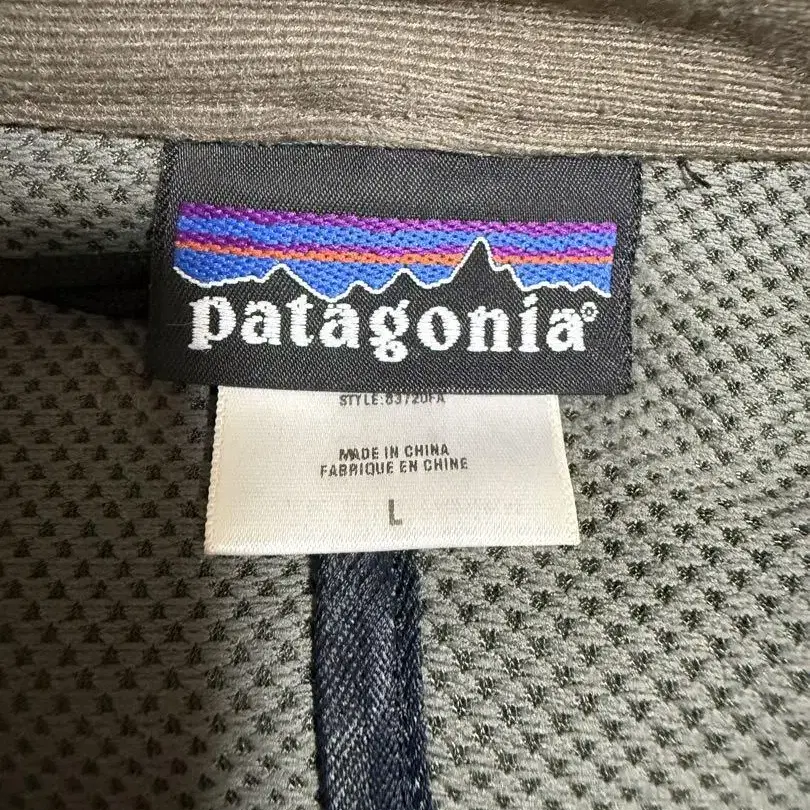 patagonia®
STYLE:83720FA
MADE IN CHINA
FABRIQUE EN CHINE
L